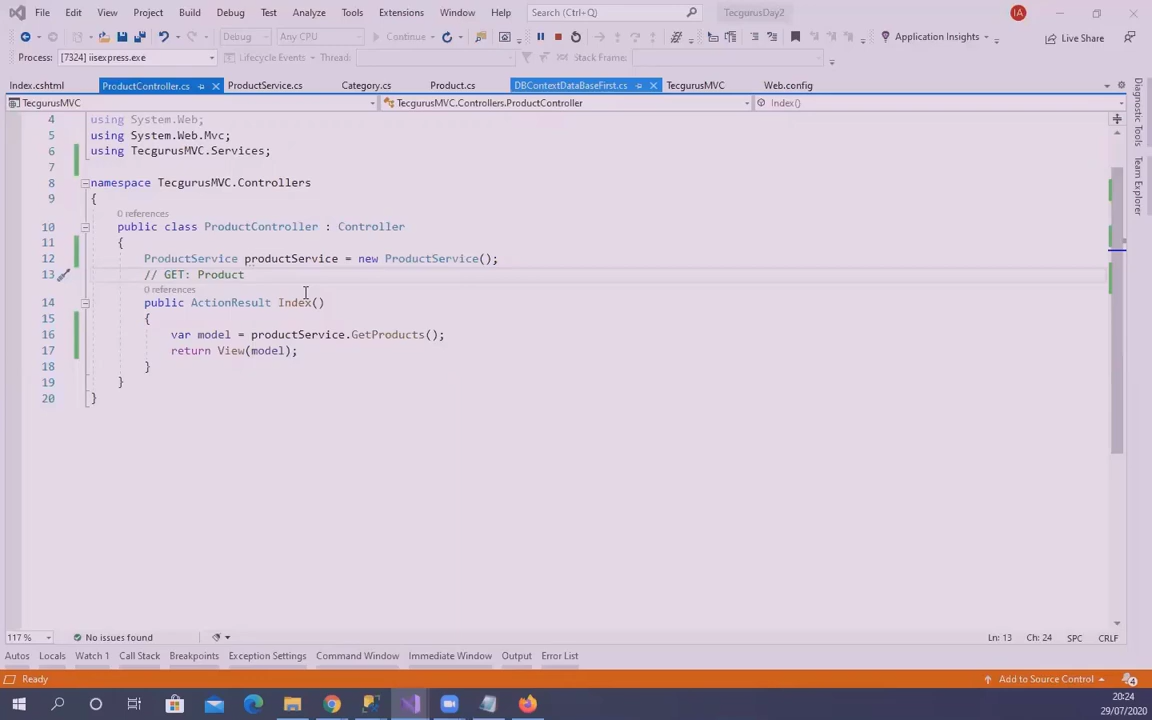 File Edit View Project Build Debug Test Analyze Tools Extensions Window Help Search (Ctrl+Q) TecgurusDay2 IA
Debug Any CPU Continue Application Insights Live Share
Process: [7324] iisexpress.exe Lifecycle Events Thread: Stack Frame:
Index.cshtml ProductController.cs ProductService.cs Category.cs Product.cs DBContextDataBaseFirst.cs TecgurusMVC Web.config
TecgurusMVC TecgurusMVC.Controllers.ProductController Index()
4 using System.Web;
5 using System.Web.Mvc;
6 using TecgurusMVC.Services;
7
8 namespace TecgurusMVC.Controllers
9 {
0 references
10 public class ProductController : Controller
11 {
12 ProductService productService = new ProductService();
13 // GET: Product
0 references
14 public ActionResult Index()
15 {
16 var model = productService.GetProducts();
17 return View(model);
18 }
19 }
20 }
Diagnostic Tools
Team Explorer
117 % No issues found Ln: 13 Ch: 24 SPC CRLF
Autos Locals Watch 1 Call Stack Breakpoints Exception Settings Command Window Immediate Window Output Error List
Ready Add to Source Control 4
20:24
29/07/2020